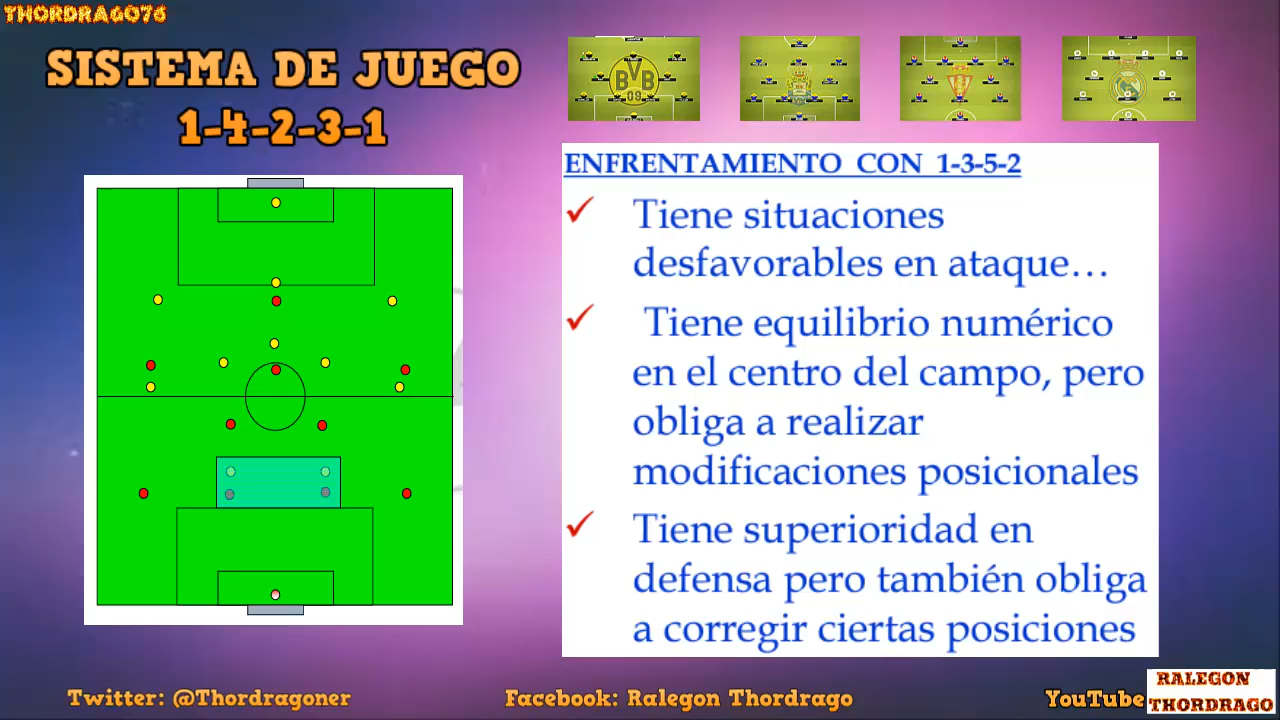 THORDRAGO76
SISTEMA DE JUEGO
1-4-2-3-1
BVB
09
ENFRENTAMIENTO CON 1-3-5-2
Tiene situaciones
desfavorables en ataque…
Tiene equilibrio numérico
en el centro del campo, pero
obliga a realizar
modificaciones posicionales
Tiene superioridad en
defensa pero también obliga
a corregir ciertas posiciones
Twitter: @Thordragoner
Facebook: Ralegon Thordrago
YouTube
RALEGON
THORDRAGO